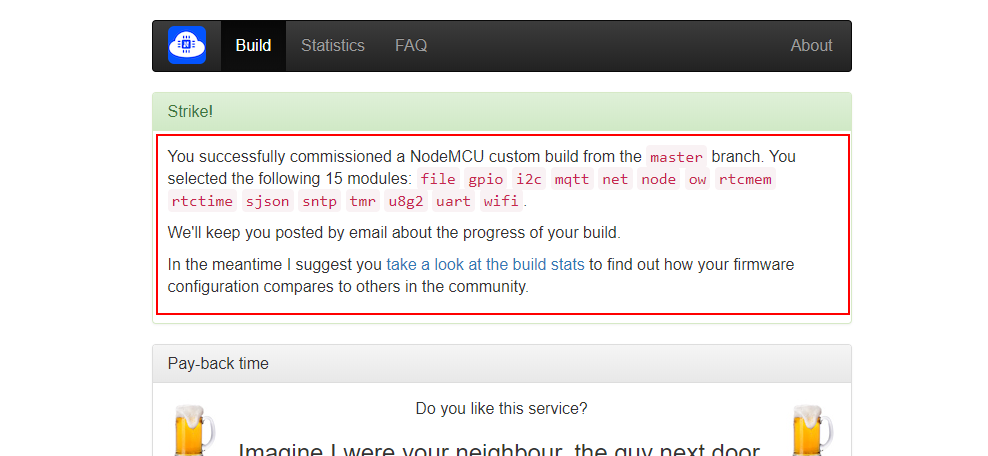 Build Statistics FAQ About
Strike!
You successfully commissioned a NodeMCU custom build from the master branch. You
selected the following 15 modules: file gpio i2c mqtt net node ow rtcmem
rtctime sjson sntp tmr u8g2 uart wifi.
We'll keep you posted by email about the progress of your build.
In the meantime I suggest you take a look at the build stats to find out how your firmware
configuration compares to others in the community.
Pay-back time
Do you like this service?
Imagine I were your neighbour, the guy next door